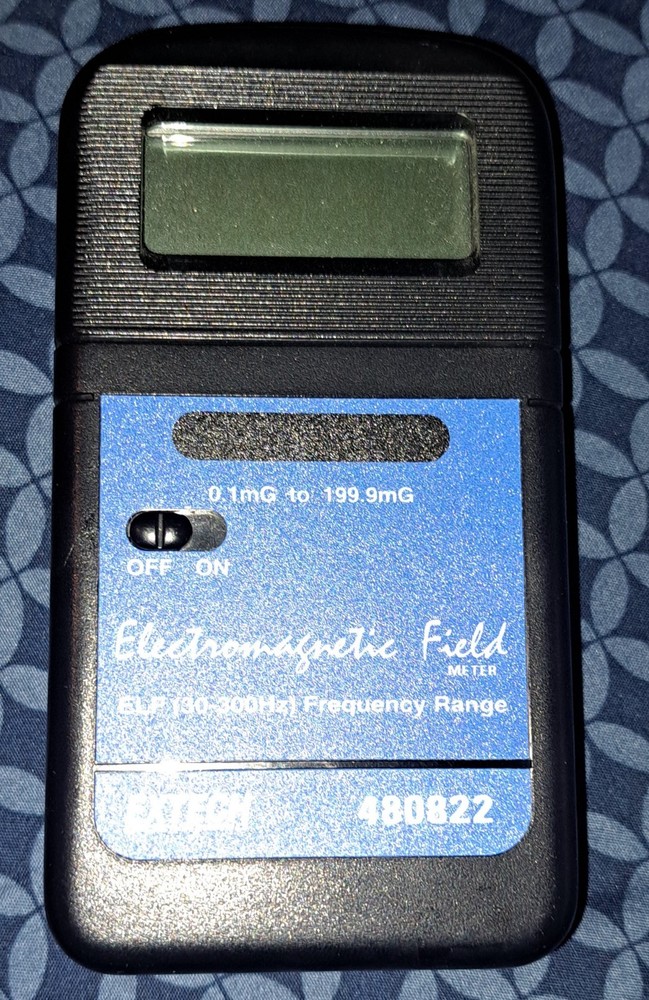 0.1mG to 199.9mG
OFF ON
Electromagnetic Field
METER
ELF (30-300Hz) Frequency Range
EXTECH 480822